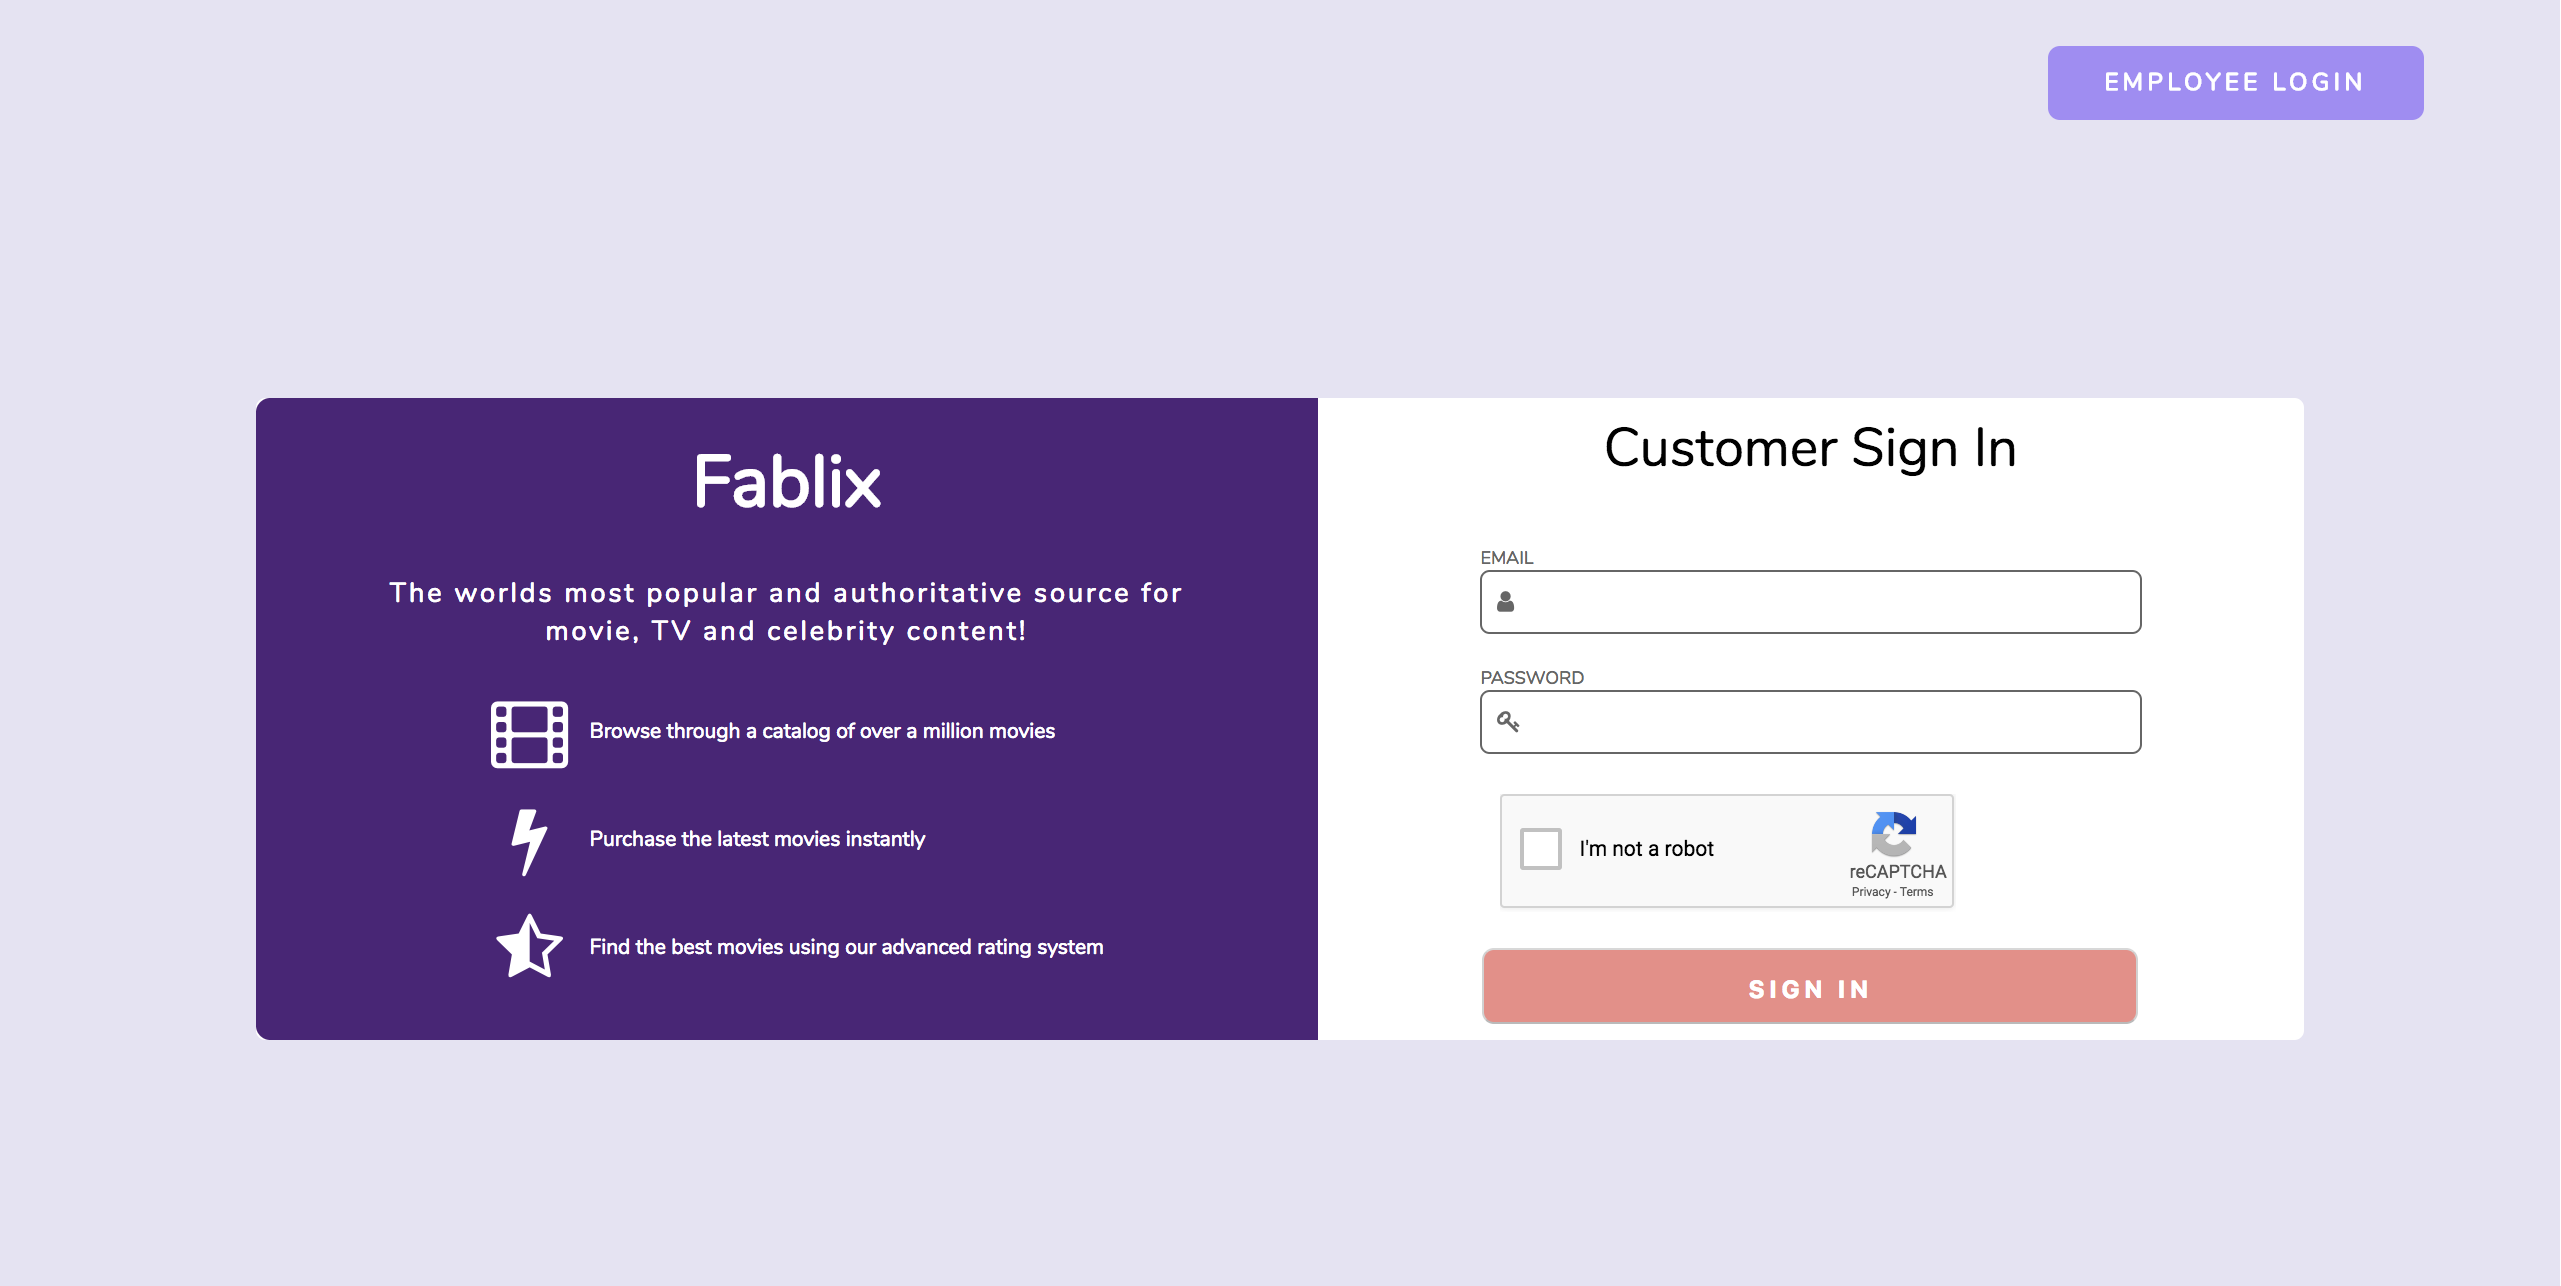 EMPLOYEE LOGIN
Fablix
The worlds most popular and authoritative source for
movie, TV and celebrity content!
Browse through a catalog of over a million movies
Purchase the latest movies instantly
Find the best movies using our advanced rating system
Customer Sign In
EMAIL
PASSWORD
I'm not a robot
reCAPTCHA
Privacy - Terms
SIGN IN